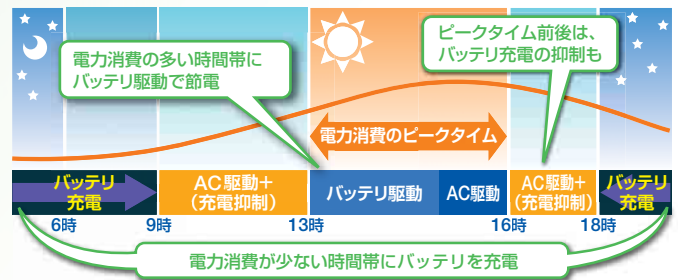 電力消費の多い時間帯に
バッテリ駆動で節電
ピークタイム前後は、
バッテリ充電の抑制も
電力消費のピークタイム
バッテリ
充電
AC駆動+
(充電抑制)
バッテリ駆動
AC駆動
AC駆動+
(充電抑制)
バッテリ
充電
6時
9時
13時
16時
18時
電力消費が少ない時間帯にバッテリを充電